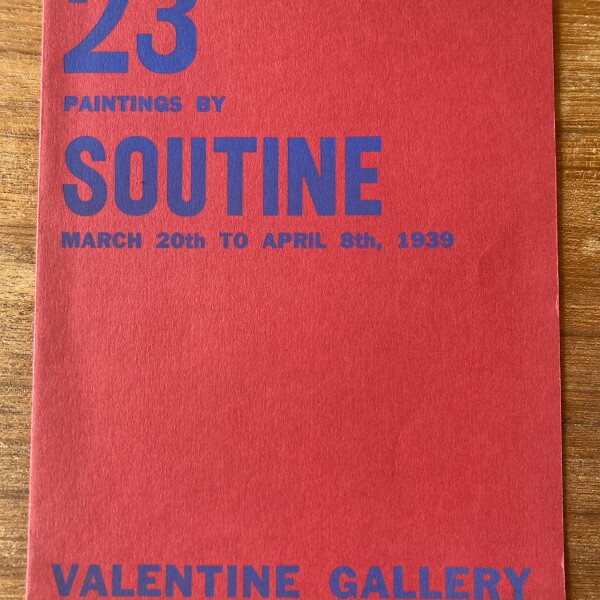 23
PAINTINGS BY
SOUTINE
MARCH 20th TO APRIL 8th, 1939
VALENTINE GALLERY